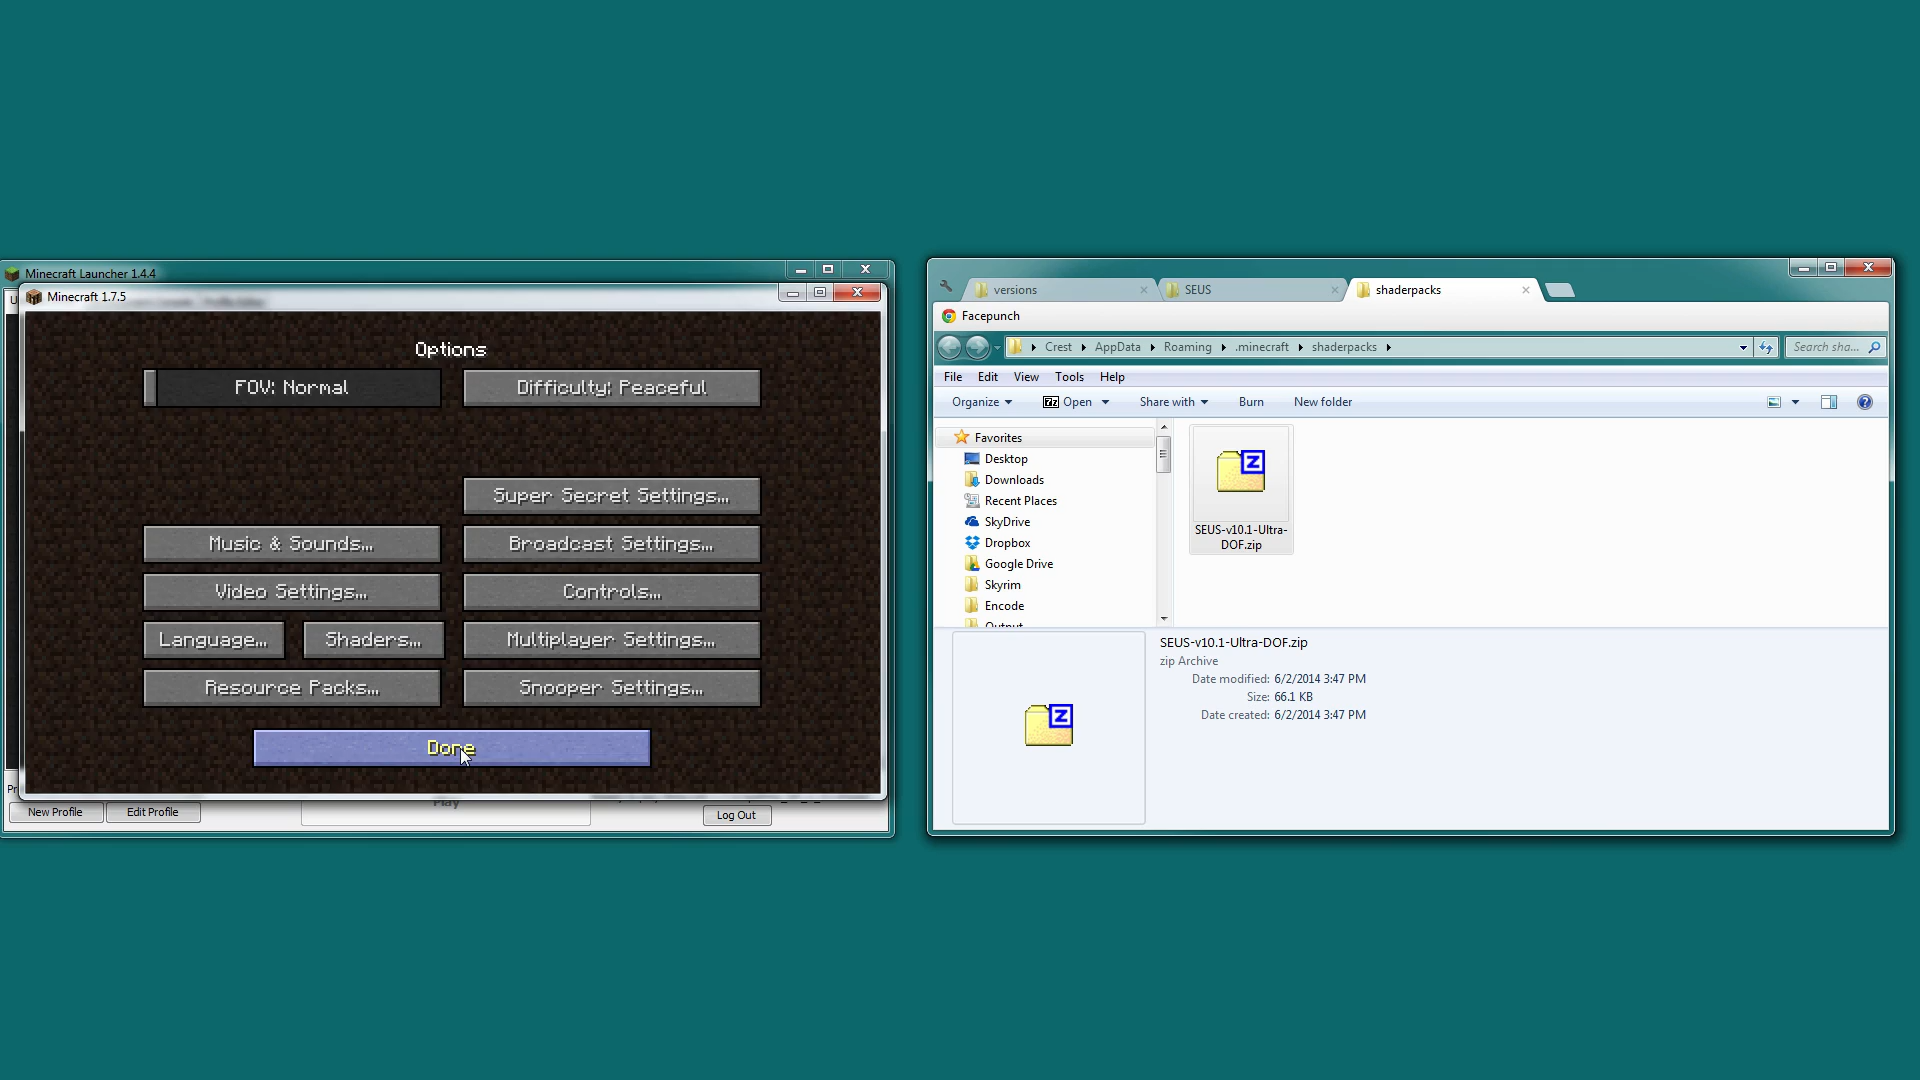 Minecraft Launcher 1.4.4
Minecraft 1.7.5
Options
FOV: Normal
Difficulty: Peaceful
Super Secret Settings...
Music & Sounds...
Broadcast Settings...
Video Settings...
Controls...
Language...
Shaders...
Multiplayer Settings...
Resource Packs...
Snooper Settings...
Done
New Profile
Edit Profile
Play
Log Out
versions
SEUS
shaderpacks
Facepunch
Crest
AppData
Roaming
.minecraft
shaderpacks
Search sha...
File
Edit
View
Tools
Help
Organize
Open
Share with
Burn
New folder
Favorites
Desktop
Downloads
Recent Places
SkyDrive
Dropbox
Google Drive
Skyrim
Encode
Output
SEUS-v10.1-Ultra-
DOF.zip
SEUS-v10.1-Ultra-DOF.zip
zip Archive
Date modified: 6/2/2014 3:47 PM
Size: 66.1 KB
Date created: 6/2/2014 3:47 PM